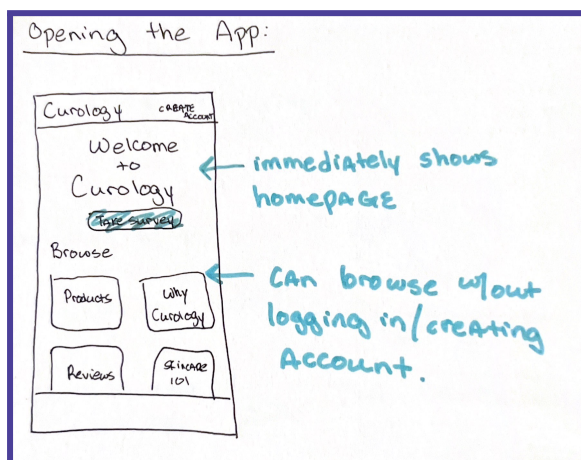 Opening the App:
Curology CREATE ACCOUNT
Welcome
to
Curology
Take survey
Browse
Products
Why
Curology
Reviews
SKINCARE
101
immediately shows
homepage
CAN browse w/out
logging in/creating
Account.